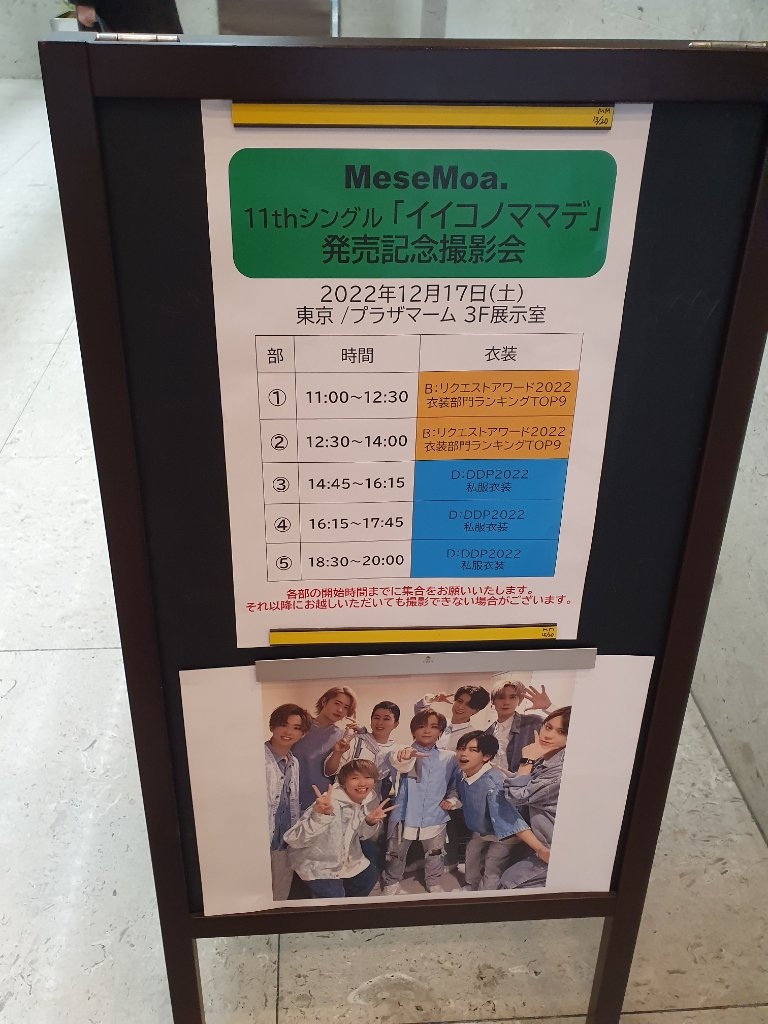 MeseMoa.
11thシングル「イイコノママデ」
発売記念撮影会
2022年12月17日(土)
東京 /プラザマーム 3F展示室
部 時間 衣装
① 11:00～12:30 B:リクエストアワード2022
衣装部門ランキングTOP9
② 12:30～14:00 B:リクエストアワード2022
衣装部門ランキングTOP9
③ 14:45～16:15 D:DDP2022
私服衣装
④ 16:15～17:45 D:DDP2022
私服衣装
⑤ 18:30～20:00 D:DDP2022
私服衣装
各部の開始時間までに集合をお願いいたします。
それ以降にお越しいただいても撮影できない場合がございます。